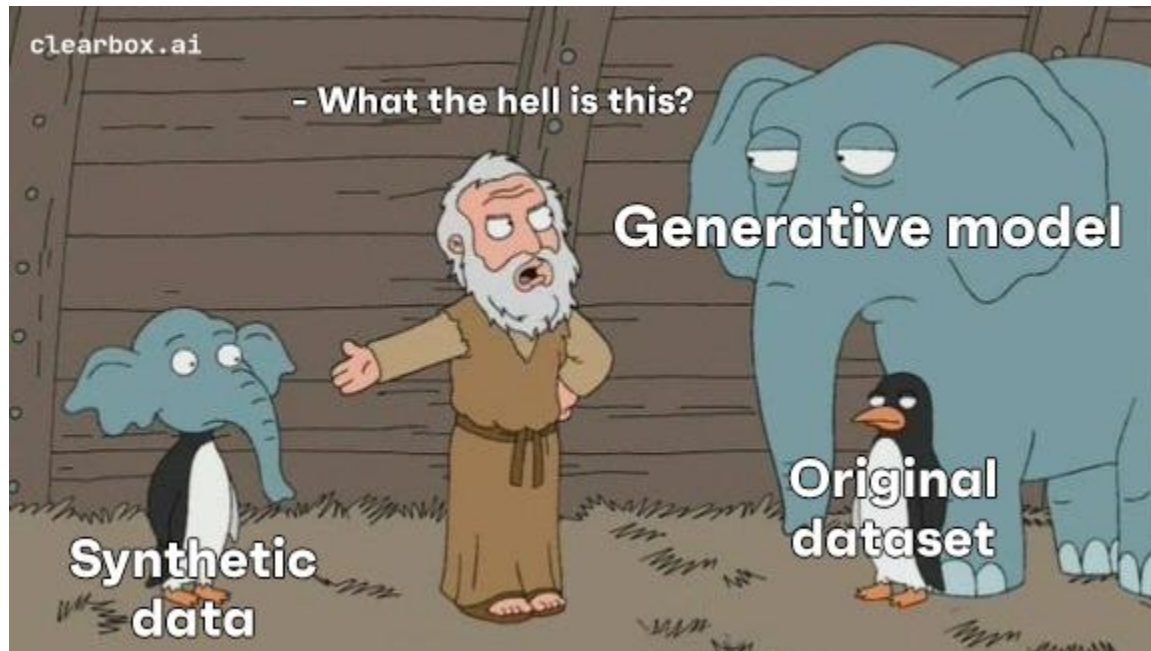 clearbox.ai
- What the hell is this?
Generative model
Original
dataset
Synthetic
data